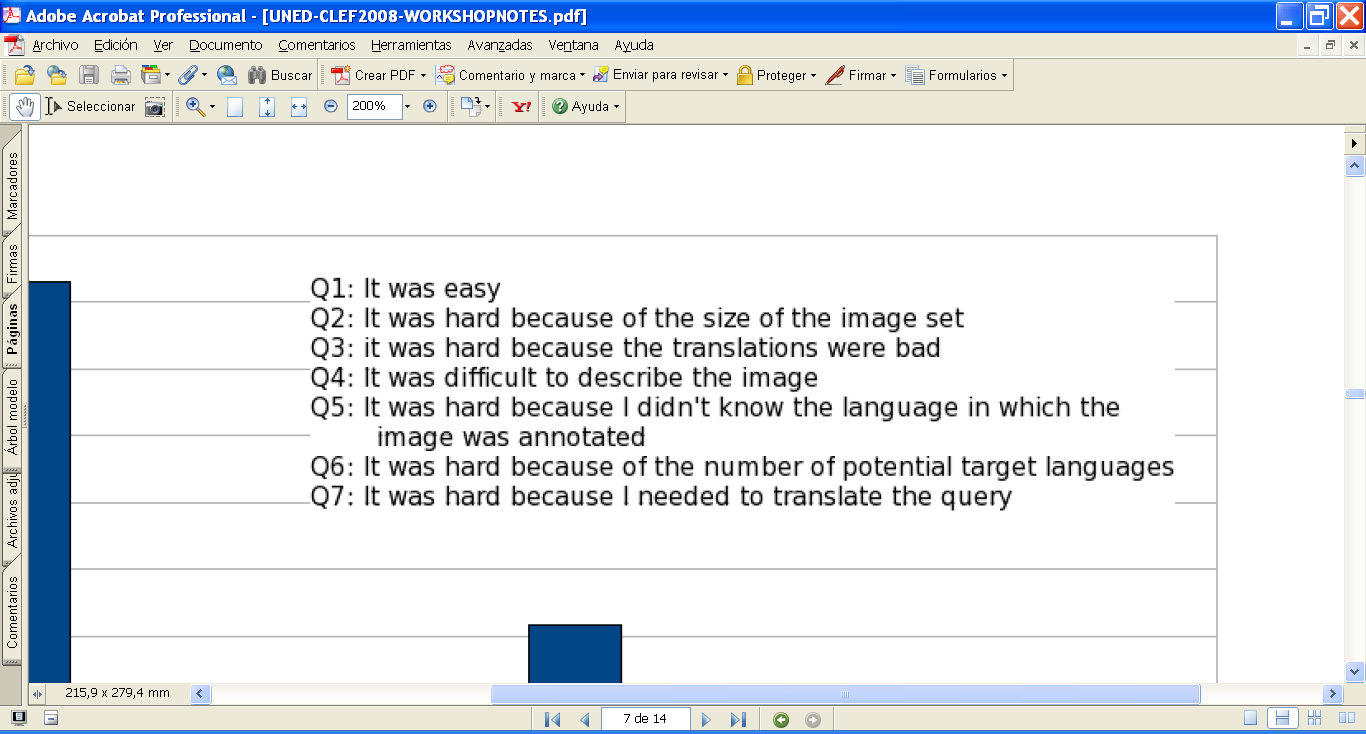 Adobe Acrobat Professional - [UNED-CLEF2008-WORKSHOPNOTES.pdf]
Archivo Edición Ver Documento Comentarios Herramientas Avanzadas Ventana Ayuda
Buscar Crear PDF Comentario y marca Enviar para revisar Proteger Firmar Formularios
Seleccionar 200% Y! Ayuda
Marcadores
Firmas
Páginas
Árbol modelo
Archivos adju
Comentarios
Q1: It was easy
Q2: It was hard because of the size of the image set
Q3: it was hard because the translations were bad
Q4: It was difficult to describe the image
Q5: It was hard because I didn't know the language in which the
image was annotated
Q6: It was hard because of the number of potential target languages
Q7: It was hard because I needed to translate the query
215,9 x 279,4 mm
7 de 14